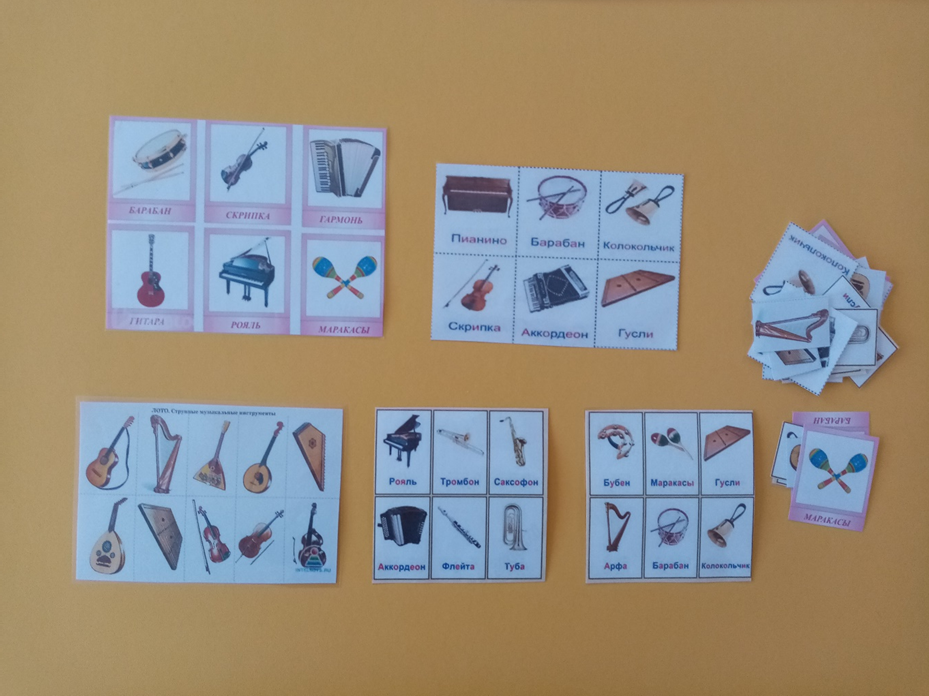 БАРАБАН СКРИПКА ГАРМОНЬ
ГИТАРА РОЯЛЬ МАРАКАСЫ
Пианино Барабан Колокольчик
Скрипка Аккордеон Гусли
Колокольчик
БАРАБАН
МАРАКАСЫ
ЛОТО. Струнные музыкальные инструменты
Рояль Тромбон Саксофон
Аккордеон Флейта Туба
Бубен Маракасы Гусли
Арфа Барабан Колокольчик